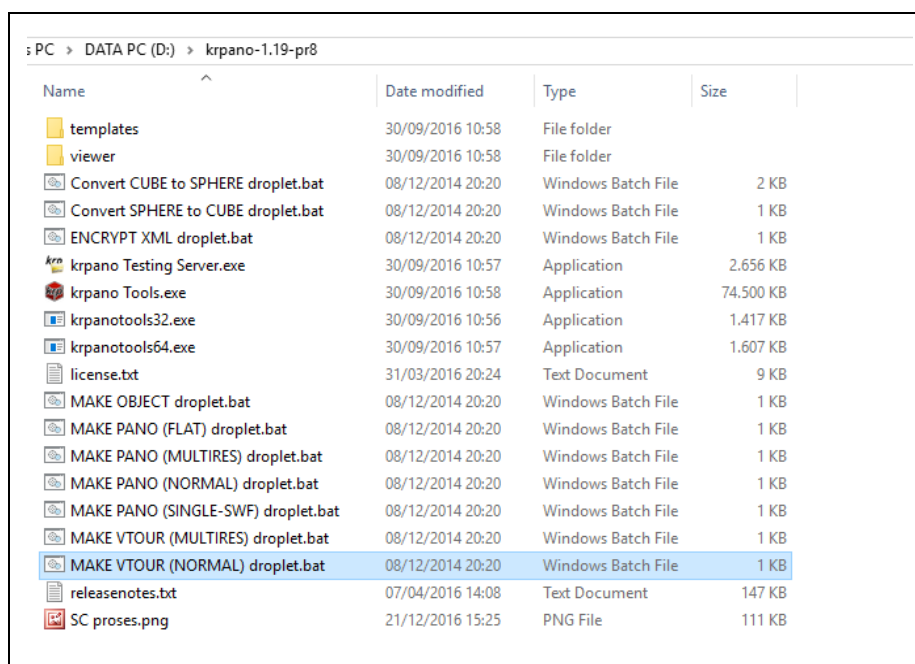 s PC > DATA PC (D:) > krpano-1.19-pr8
Name Date modified Type Size
templates 30/09/2016 10:58 File folder
viewer 30/09/2016 10:58 File folder
Convert CUBE to SPHERE droplet.bat 08/12/2014 20:20 Windows Batch File 2 KB
Convert SPHERE to CUBE droplet.bat 08/12/2014 20:20 Windows Batch File 1 KB
ENCRYPT XML droplet.bat 08/12/2014 20:20 Windows Batch File 1 KB
krpano Testing Server.exe 30/09/2016 10:57 Application 2.656 KB
krpano Tools.exe 30/09/2016 10:58 Application 74.500 KB
krpanotools32.exe 30/09/2016 10:56 Application 1.417 KB
krpanotools64.exe 30/09/2016 10:57 Application 1.607 KB
license.txt 31/03/2016 20:24 Text Document 9 KB
MAKE OBJECT droplet.bat 08/12/2014 20:20 Windows Batch File 1 KB
MAKE PANO (FLAT) droplet.bat 08/12/2014 20:20 Windows Batch File 1 KB
MAKE PANO (MULTIRES) droplet.bat 08/12/2014 20:20 Windows Batch File 1 KB
MAKE PANO (NORMAL) droplet.bat 08/12/2014 20:20 Windows Batch File 1 KB
MAKE PANO (SINGLE-SWF) droplet.bat 08/12/2014 20:20 Windows Batch File 1 KB
MAKE VTOUR (MULTIRES) droplet.bat 08/12/2014 20:20 Windows Batch File 1 KB
MAKE VTOUR (NORMAL) droplet.bat 08/12/2014 20:20 Windows Batch File 1 KB
releasenotes.txt 07/04/2016 14:08 Text Document 147 KB
SC proses.png 21/12/2016 15:25 PNG File 111 KB